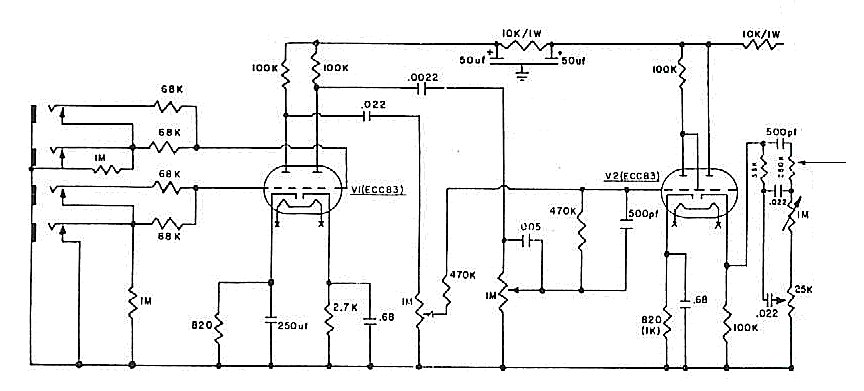 10K/1W
10K/1W
50uf
+
+
50uf
100K
100K
100K
.0022
.022
68K
68K
1M
68K
68K
V1(ECC83)
V2(ECC83)
500pf
250K
.022
1M
470K
500pf
.005
470K
1M
1M
1M
25K
.022
820
250uf
2.7K
.68
820
(1K)
.68
100K